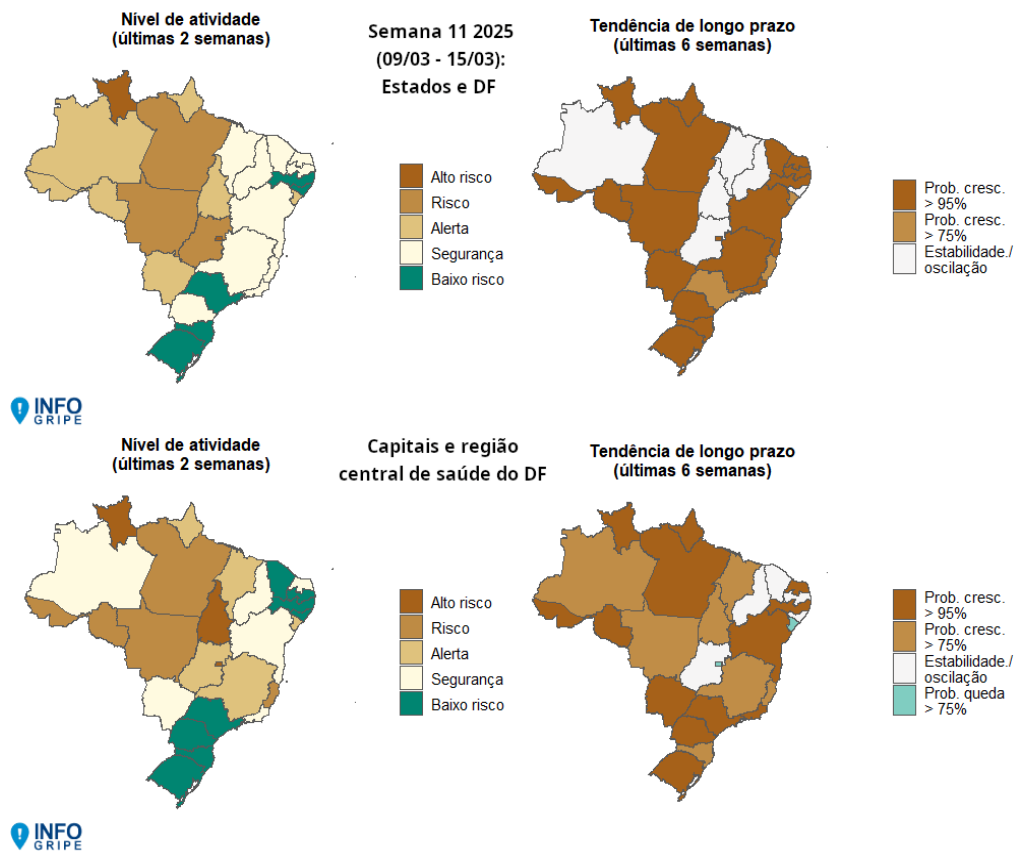 Nível de atividade
(últimas 2 semanas)
Semana 11 2025
(09/03 - 15/03):
Estados e DF
Tendência de longo prazo
(últimas 6 semanas)
Alto risco
Risco
Alerta
Segurança
Baixo risco
Prob. cresc.
> 95%
Prob. cresc.
> 75%
Estabilidade./
oscilação
INFO
GRIPE
Nível de atividade
(últimas 2 semanas)
Capitais e região
central de saúde do DF
Tendência de longo prazo
(últimas 6 semanas)
Alto risco
Risco
Alerta
Segurança
Baixo risco
Prob. cresc.
> 95%
Prob. cresc.
> 75%
Estabilidade./
oscilação
Prob. queda
> 75%
INFO
GRIPE